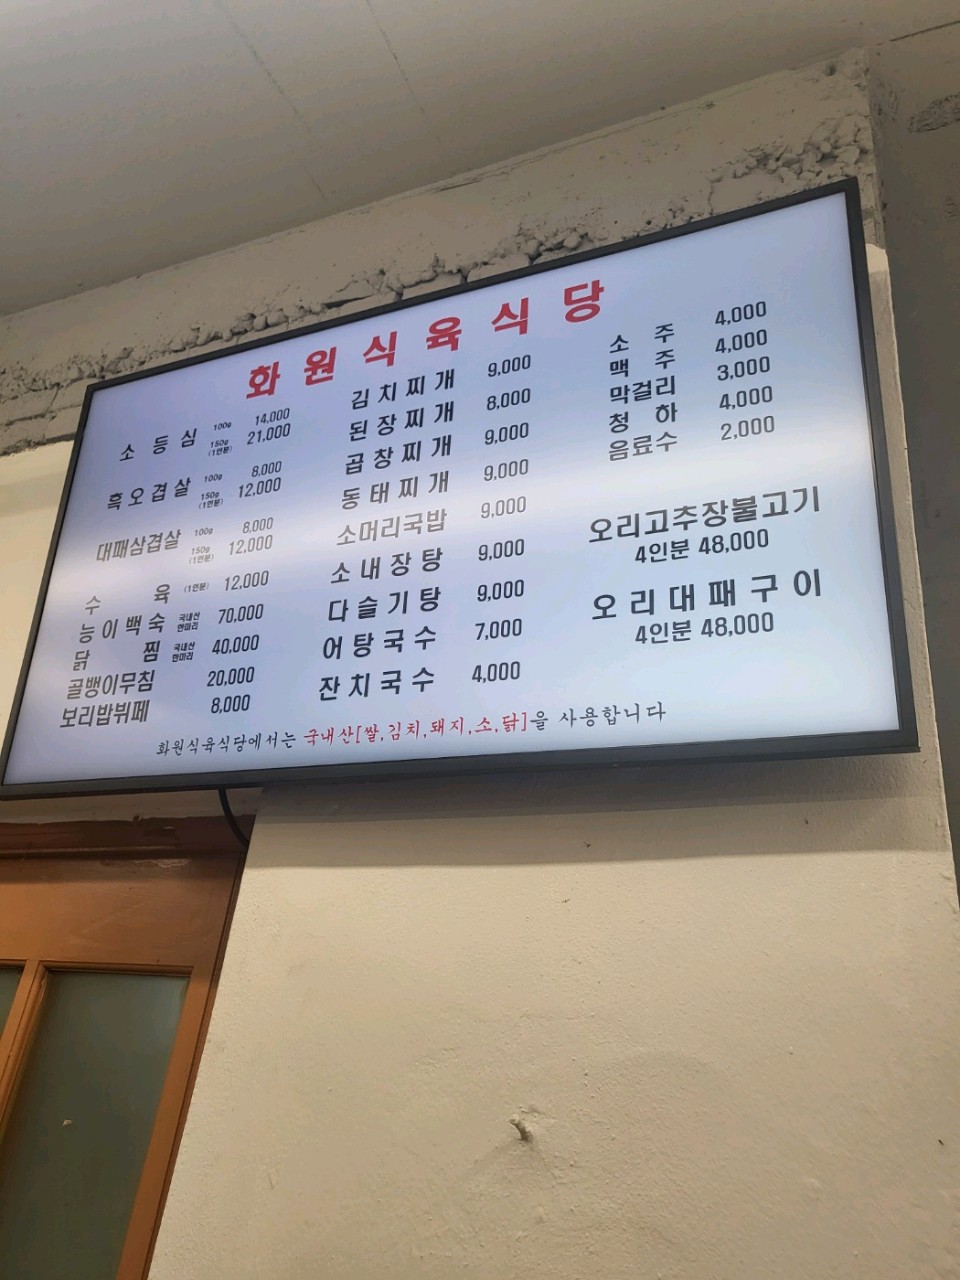 화원식육식당
소등심 100g 14,000
150g (1인분) 21,000
흑오겹살 100g 8,000
150g (1인분) 12,000
대패삼겹살 100g 8,000
150g (1인분) 12,000
수육 (1인분) 12,000
능이백숙 국내산 한마리 70,000
닭찜 국내산 한마리 40,000
골뱅이무침 20,000
보리밥뷔페 8,000
김치찌개 9,000
된장찌개 8,000
곱창찌개 9,000
동태찌개 9,000
소머리국밥 9,000
소내장탕 9,000
다슬기탕 9,000
어탕국수 7,000
잔치국수 4,000
소주 4,000
맥주 4,000
막걸리 3,000
청하 4,000
음료수 2,000
오리고추장불고기
4인분 48,000
오리대패구이
4인분 48,000
화원식육식당에서는 국내산[쌀,김치,돼지,소,닭]을 사용합니다